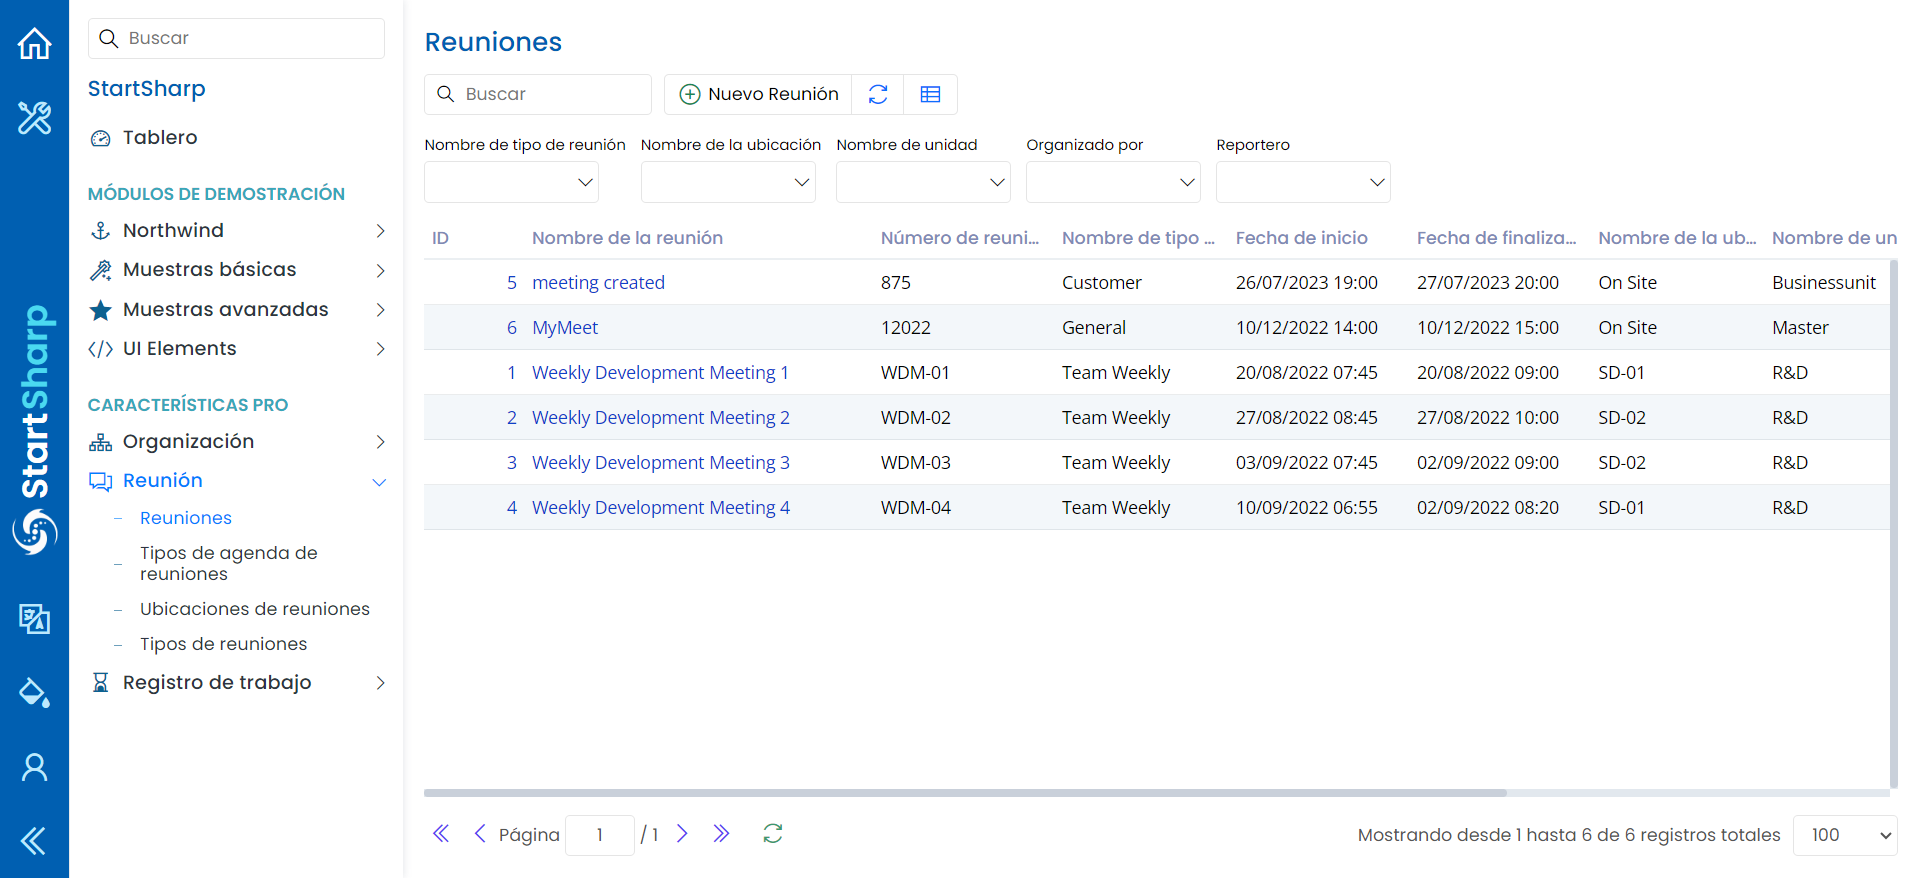 StartSharp
Buscar
StartSharp
Tablero
MÓDULOS DE DEMOSTRACIÓN
Northwind
Muestras básicas
Muestras avanzadas
UI Elements
CARACTERÍSTICAS PRO
Organización
Reunión
Reuniones
Tipos de agenda de
reuniones
Ubicaciones de reuniones
Tipos de reuniones
Registro de trabajo
Reuniones
Buscar
Nuevo Reunión
Nombre de tipo de reunión Nombre de la ubicación Nombre de unidad Organizado por Reportero
ID Nombre de la reunión Número de reuni... Nombre de tipo ... Fecha de inicio Fecha de finaliza... Nombre de la ub... Nombre de un
5 meeting created 875 Customer 26/07/2023 19:00 27/07/2023 20:00 On Site Businessunit
6 MyMeet 12022 General 10/12/2022 14:00 10/12/2022 15:00 On Site Master
1 Weekly Development Meeting 1 WDM-01 Team Weekly 20/08/2022 07:45 20/08/2022 09:00 SD-01 R&D
2 Weekly Development Meeting 2 WDM-02 Team Weekly 27/08/2022 08:45 27/08/2022 10:00 SD-02 R&D
3 Weekly Development Meeting 3 WDM-03 Team Weekly 03/09/2022 07:45 02/09/2022 09:00 SD-02 R&D
4 Weekly Development Meeting 4 WDM-04 Team Weekly 10/09/2022 06:55 02/09/2022 08:20 SD-01 R&D
Página 1 / 1
Mostrando desde 1 hasta 6 de 6 registros totales 100